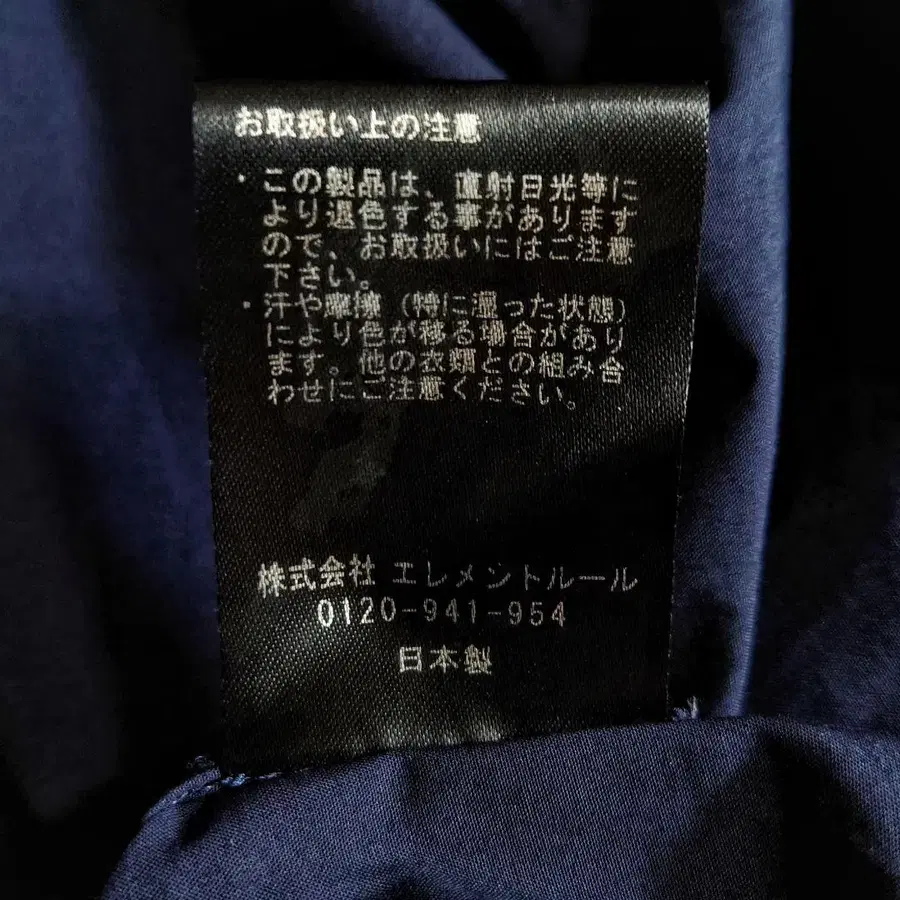 お取扱い上の注意
・この製品は、直射日光等に
より退色する事があります
ので、お取扱いにはご注意
下さい。
・汗や摩擦（特に湿った状態）
により色が移る場合があり
ます。他の衣類との組み合
わせにご注意ください。
株式会社 エレメントルール
0120-941-954
日本製